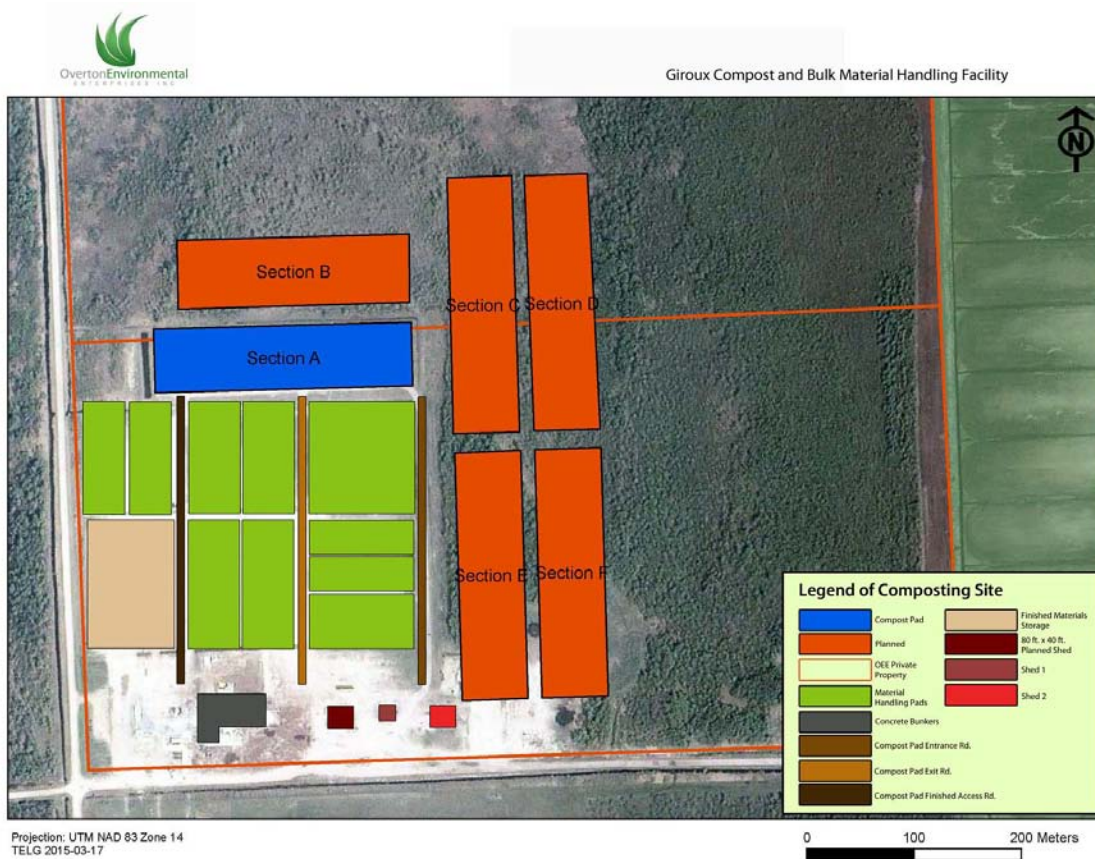 OvertonEnvironmental
ENTERPRISES INC
Giroux Compost and Bulk Material Handling Facility
N
Section B
Section C
Section D
Section A
Section E
Section F
Legend of Composting Site
Compost Pad
Planned
OEE Private
Property
Material
Handling Pads
Concrete Bunkers
Compost Pad Entrance Rd.
Compost Pad Exit Rd.
Compost Pad Finished Access Rd.
Finished Materials
Storage
80 ft. x 40 ft.
Planned Shed
Shed 1
Shed 2
Projection: UTM NAD 83 Zone 14
TELG 2015-03-17
0 100 200 Meters